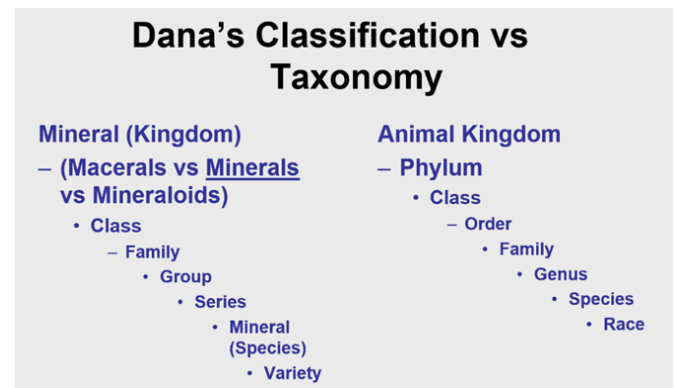 Dana's Classification vs
Taxonomy
Mineral (Kingdom)
– (Macerals vs Minerals
vs Mineraloids)
• Class
– Family
• Group
• Series
• Mineral
(Species)
• Variety
Animal Kingdom
– Phylum
• Class
– Order
• Family
• Genus
• Species
• Race